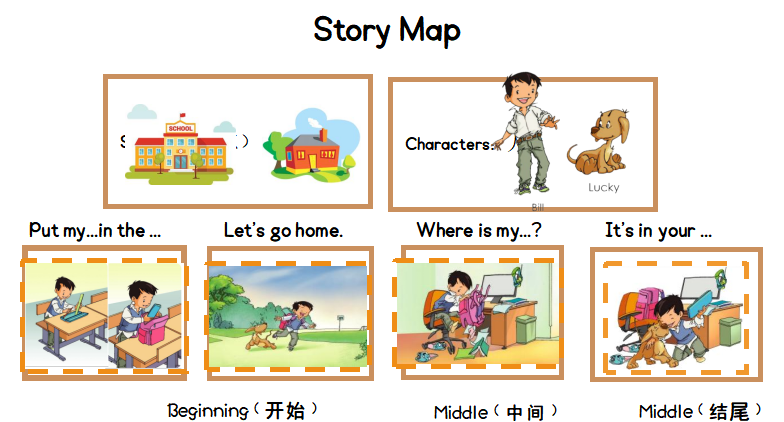 Story Map
SCHOOL
Characters:
Lucky
Bill
Put my...in the ...
Let's go home.
Where is my...?
It's in your ...
Beginning（开始）
Middle（中间）
Middle（结尾）